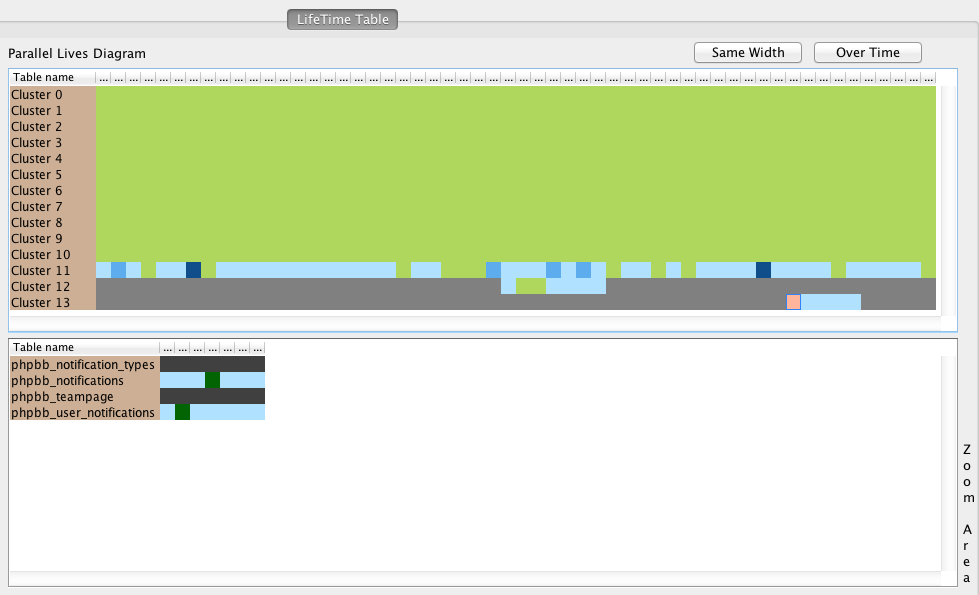 LifeTime Table
Parallel Lives Diagram
Same Width
Over Time
Table name ... ... ... ... ... ... ... ... ... ... ... ... ... ... ... ... ... ... ... ... ... ... ... ... ... ... ... ... ... ... ... ... ... ... ... ... ... ... ... ... ... ... ... ... ... ... ... ... ... ... ... ... ... ... ... ...
Cluster 0
Cluster 1
Cluster 2
Cluster 3
Cluster 4
Cluster 5
Cluster 6
Cluster 7
Cluster 8
Cluster 9
Cluster 10
Cluster 11
Cluster 12
Cluster 13
Table name ... ... ... ... ... ... ...
phpbb_notification_types
phpbb_notifications
phpbb_teampage
phpbb_user_notifications
Zoom Area